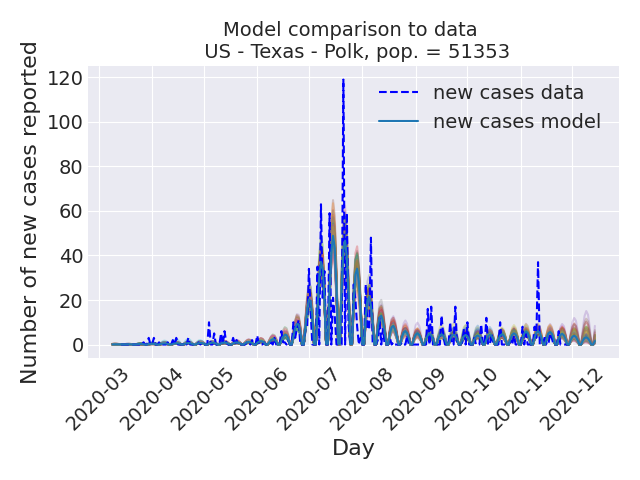 Model comparison to data
US - Texas - Polk, pop. = 51353
Number of new cases reported
120
100
80
60
40
20
0
new cases data
new cases model
2020-03
2020-04
2020-05
2020-06
2020-07
2020-08
2020-09
2020-10
2020-11
2020-12
Day